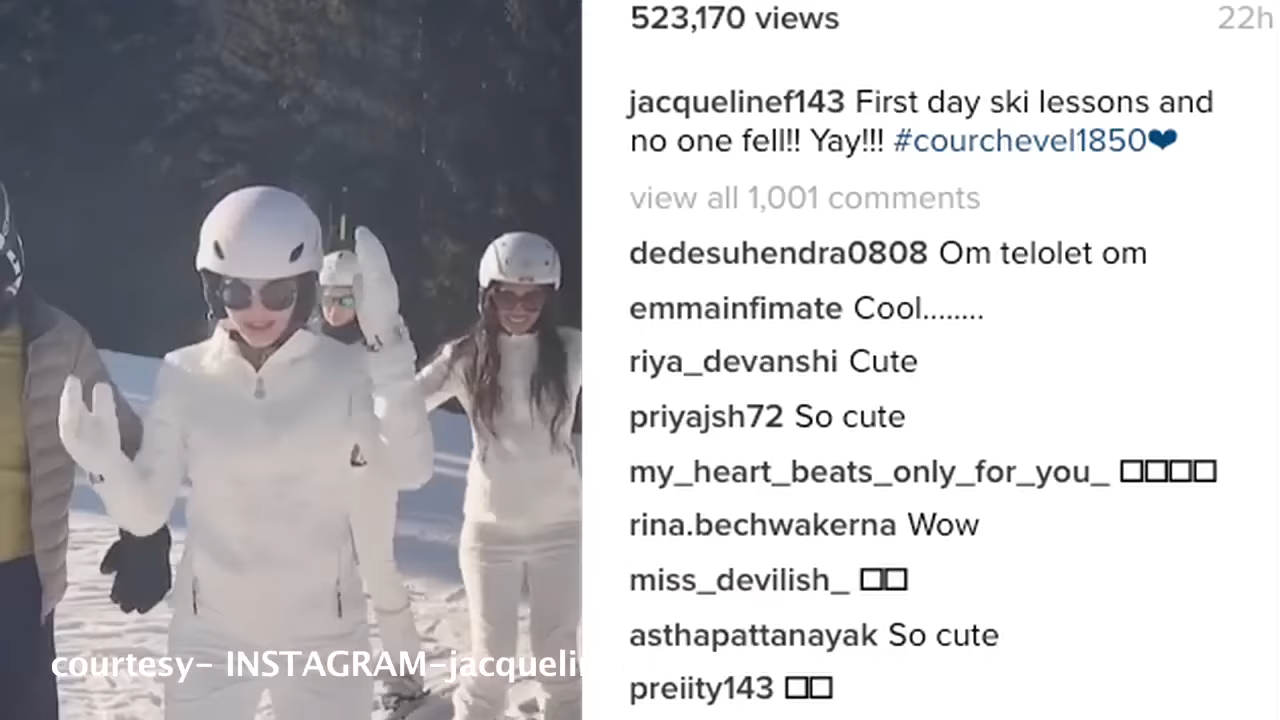 523,170 views 22h
jacquelinef143 First day ski lessons and
no one fell!! Yay!!! #courchevel1850❤
view all 1,001 comments
dedesuhendra0808 Om telolet om
emmainfimate Cool........
riya_devanshi Cute
priyajsh72 So cute
my_heart_beats_only_for_you_ □□□□
rina.bechwakerna Wow
miss_devilish_ □□
asthapattanayak So cute
preiity143 □□
courtesy- INSTAGRAM-jacquelin